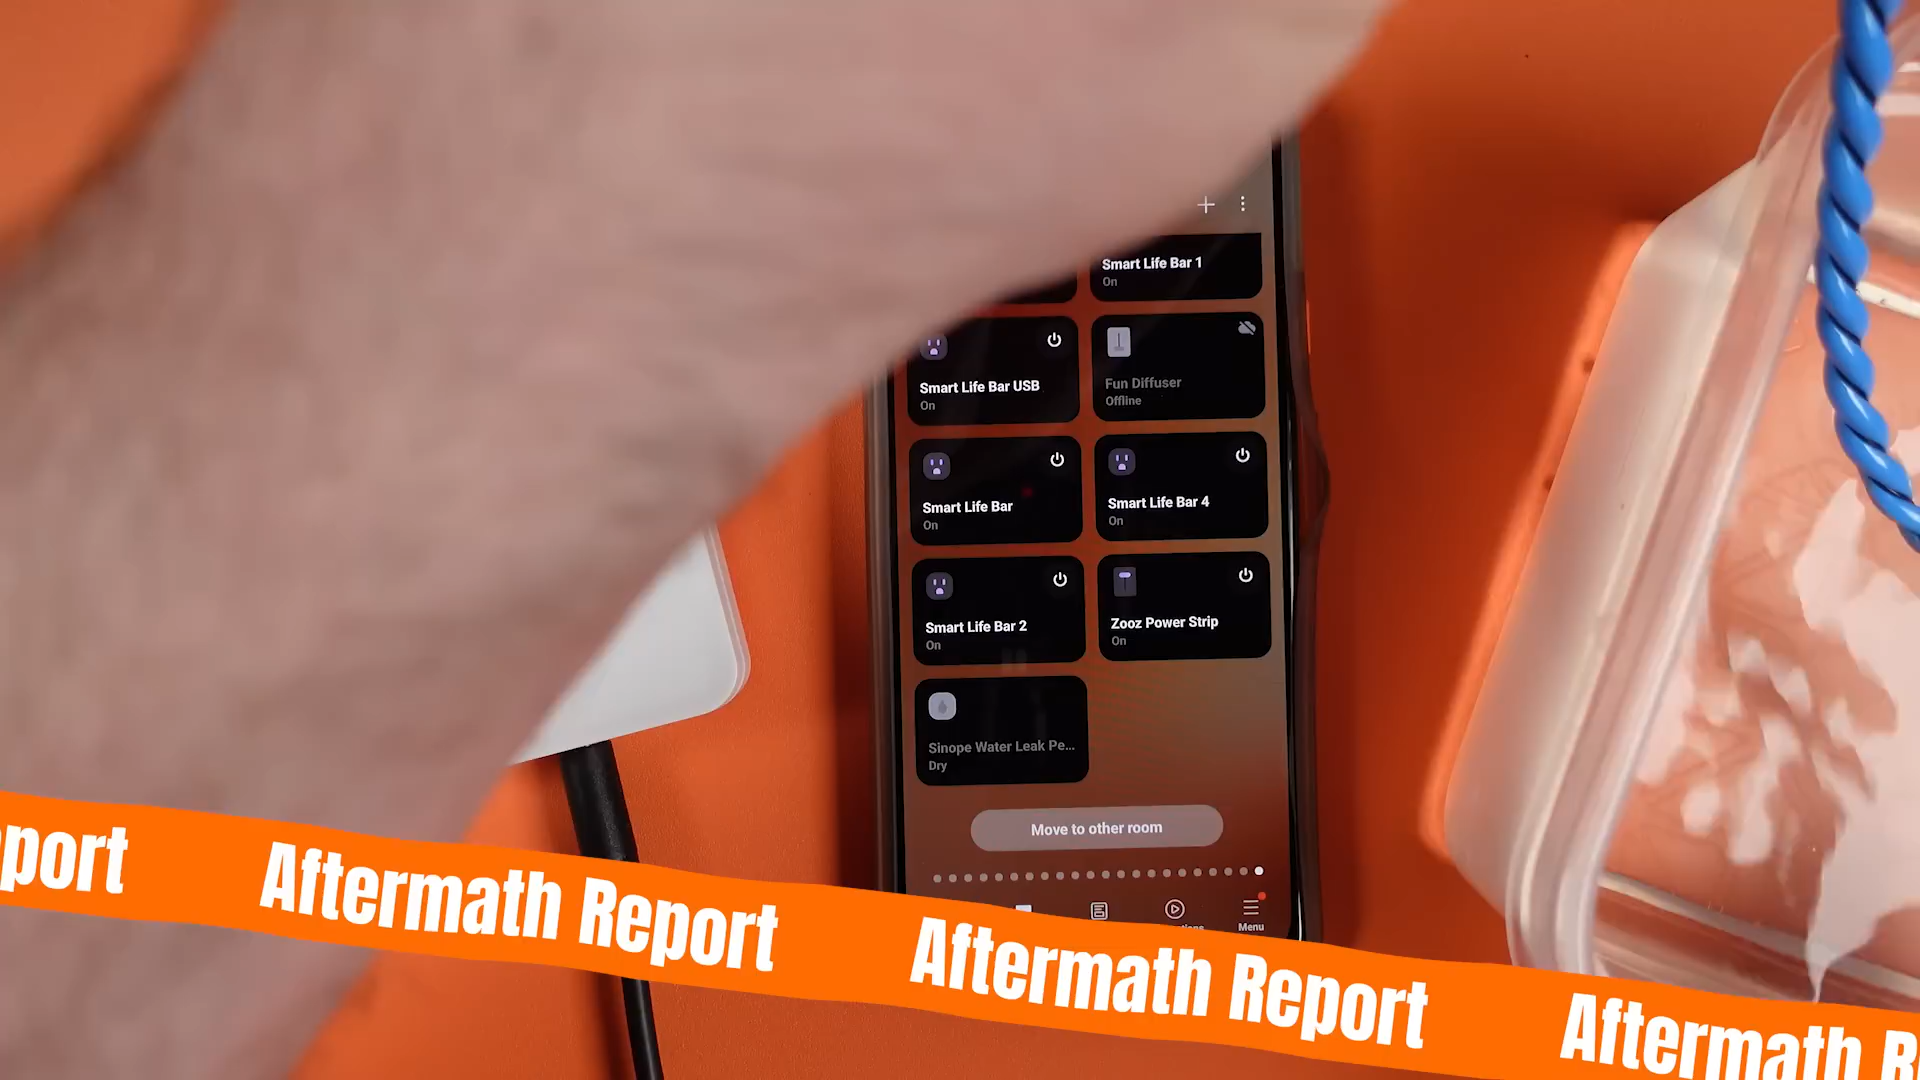 Smart Life Bar 1
On
Smart Life Bar USB
On
Fun Diffuser
Offline
Smart Life Bar
On
Smart Life Bar 4
On
Smart Life Bar 2
On
Zooz Power Strip
On
Sinope Water Leak Pe...
Dry
Move to other room
Menu
port
Aftermath Report
Aftermath Report
Aftermath R